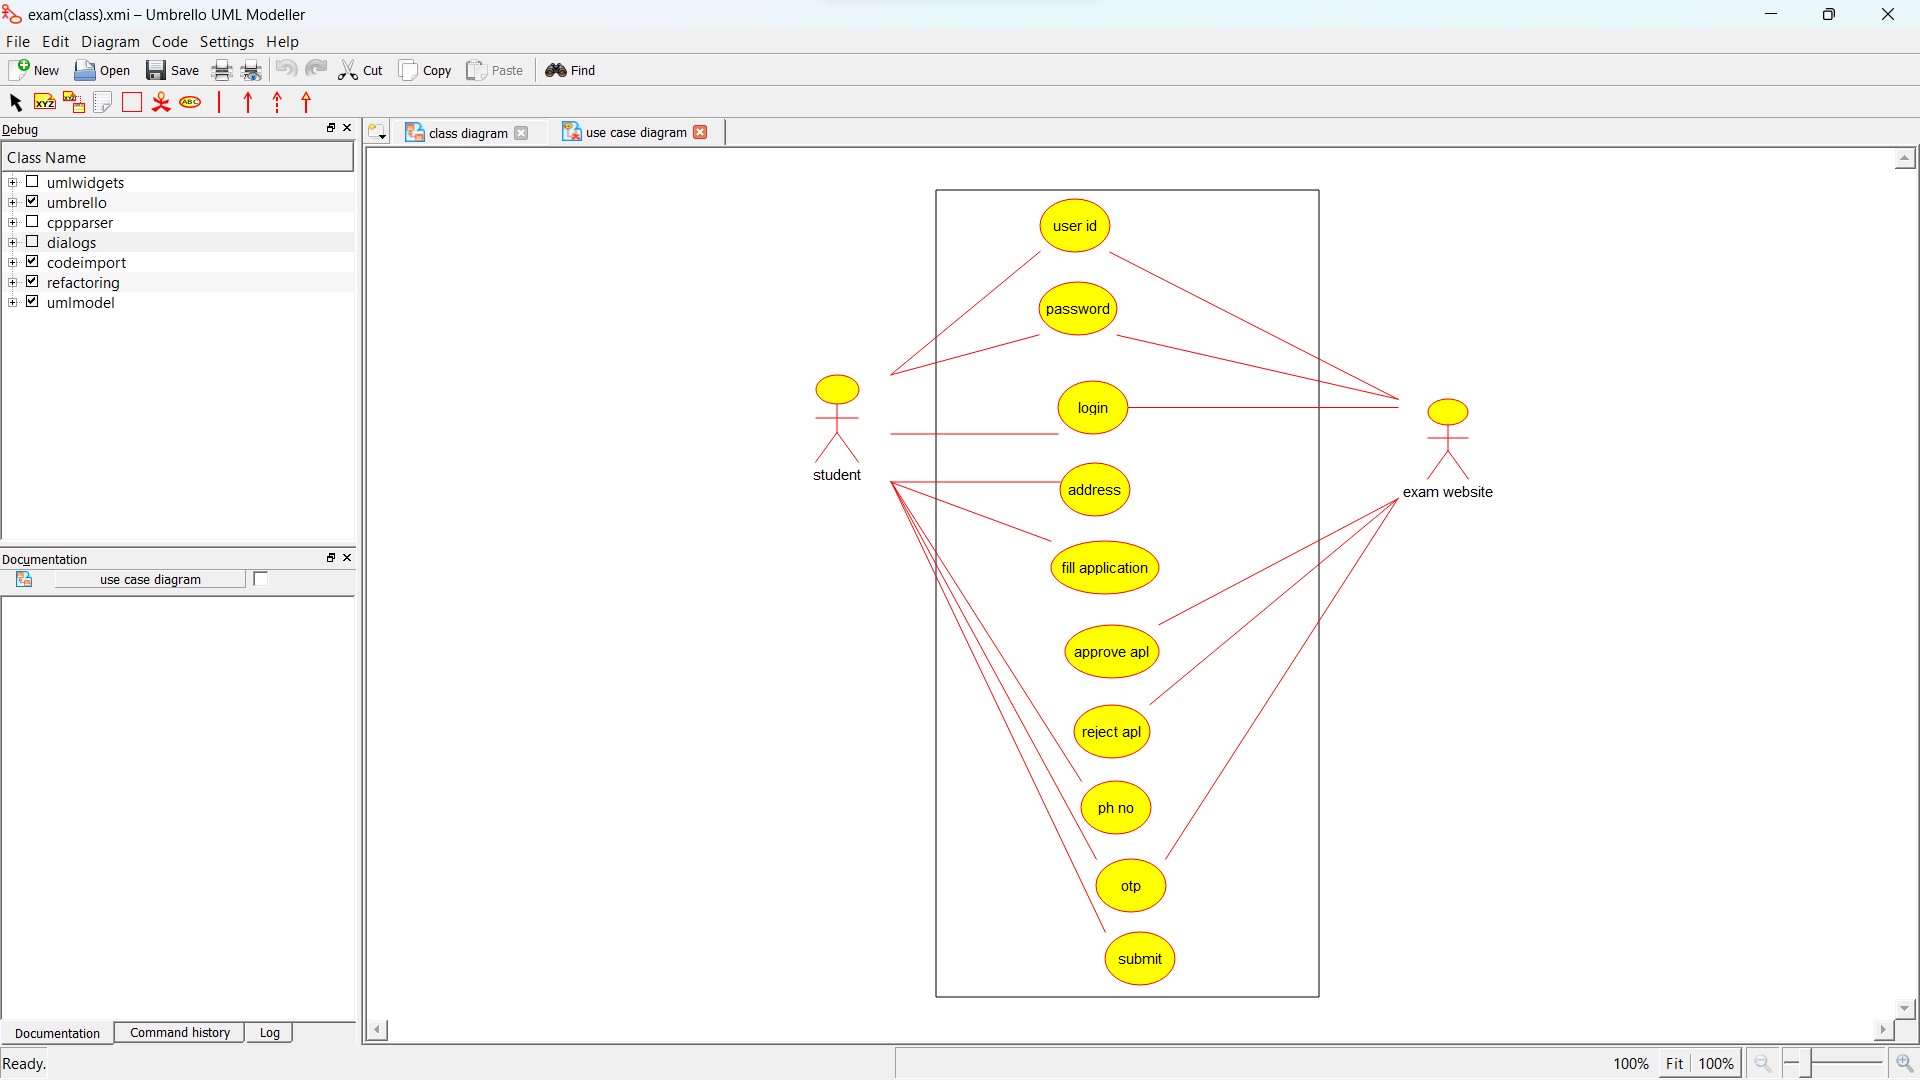 exam(class).xmi – Umbrello UML Modeller
File Edit Diagram Code Settings Help
New Open Save Cut Copy Paste Find
XYZ XYZ ABC
Debug
class diagram use case diagram
Class Name
umlwidgets
umbrello
cppparser
dialogs
codeimport
refactoring
umlmodel
user id
password
login
student
address
exam website
fill application
approve apl
reject apl
ph no
otp
submit
Documentation
use case diagram
Documentation Command history Log
Ready.
100% Fit 100%